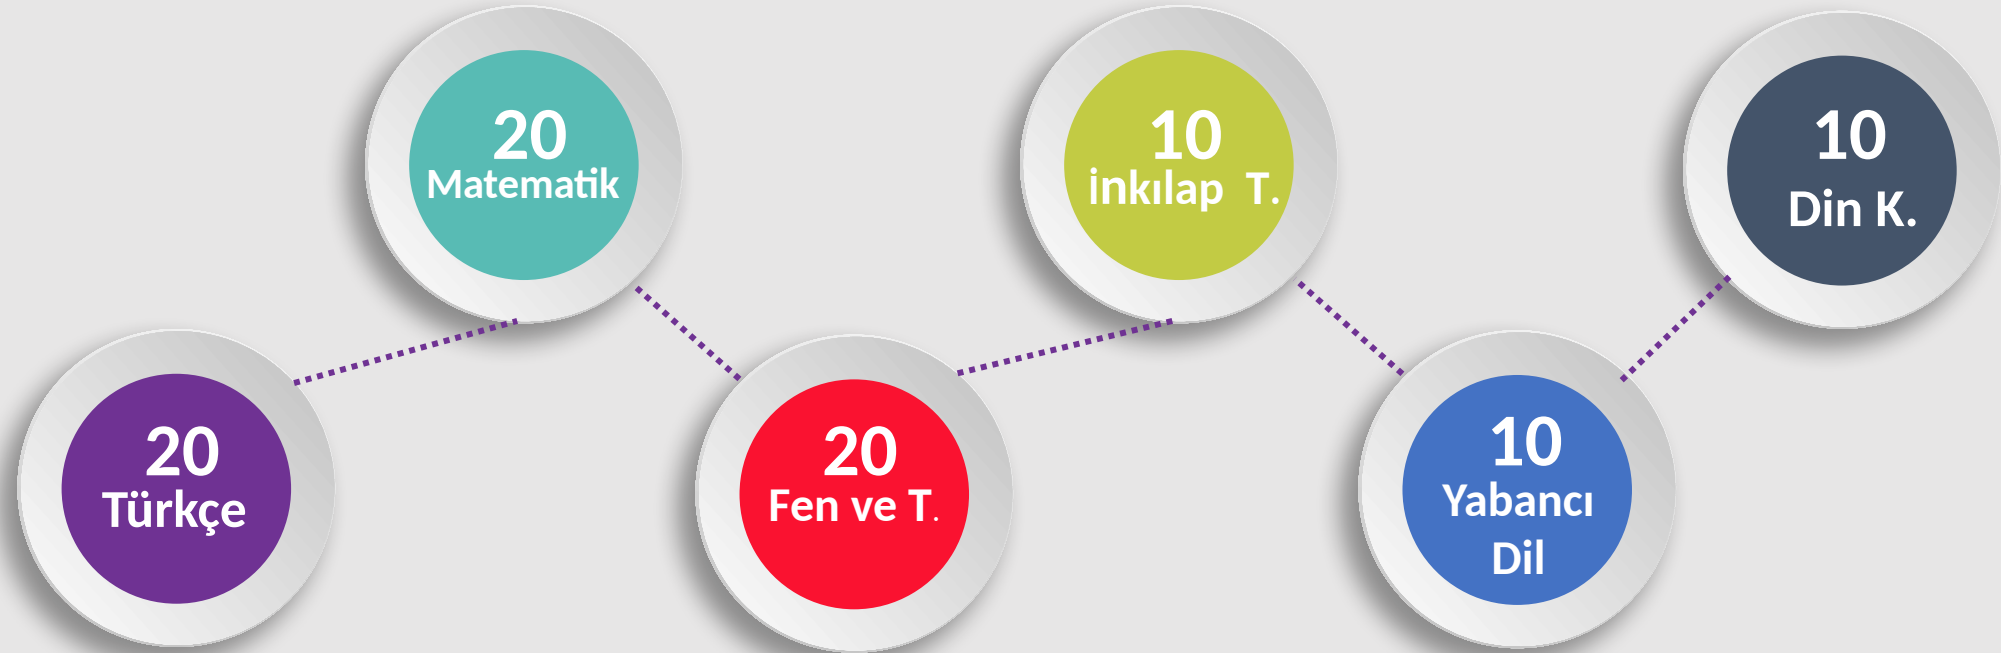 20
Türkçe
20
Matematik
20
Fen ve T.
10
İnkılap T.
10
Yabancı
Dil
10
Din K.